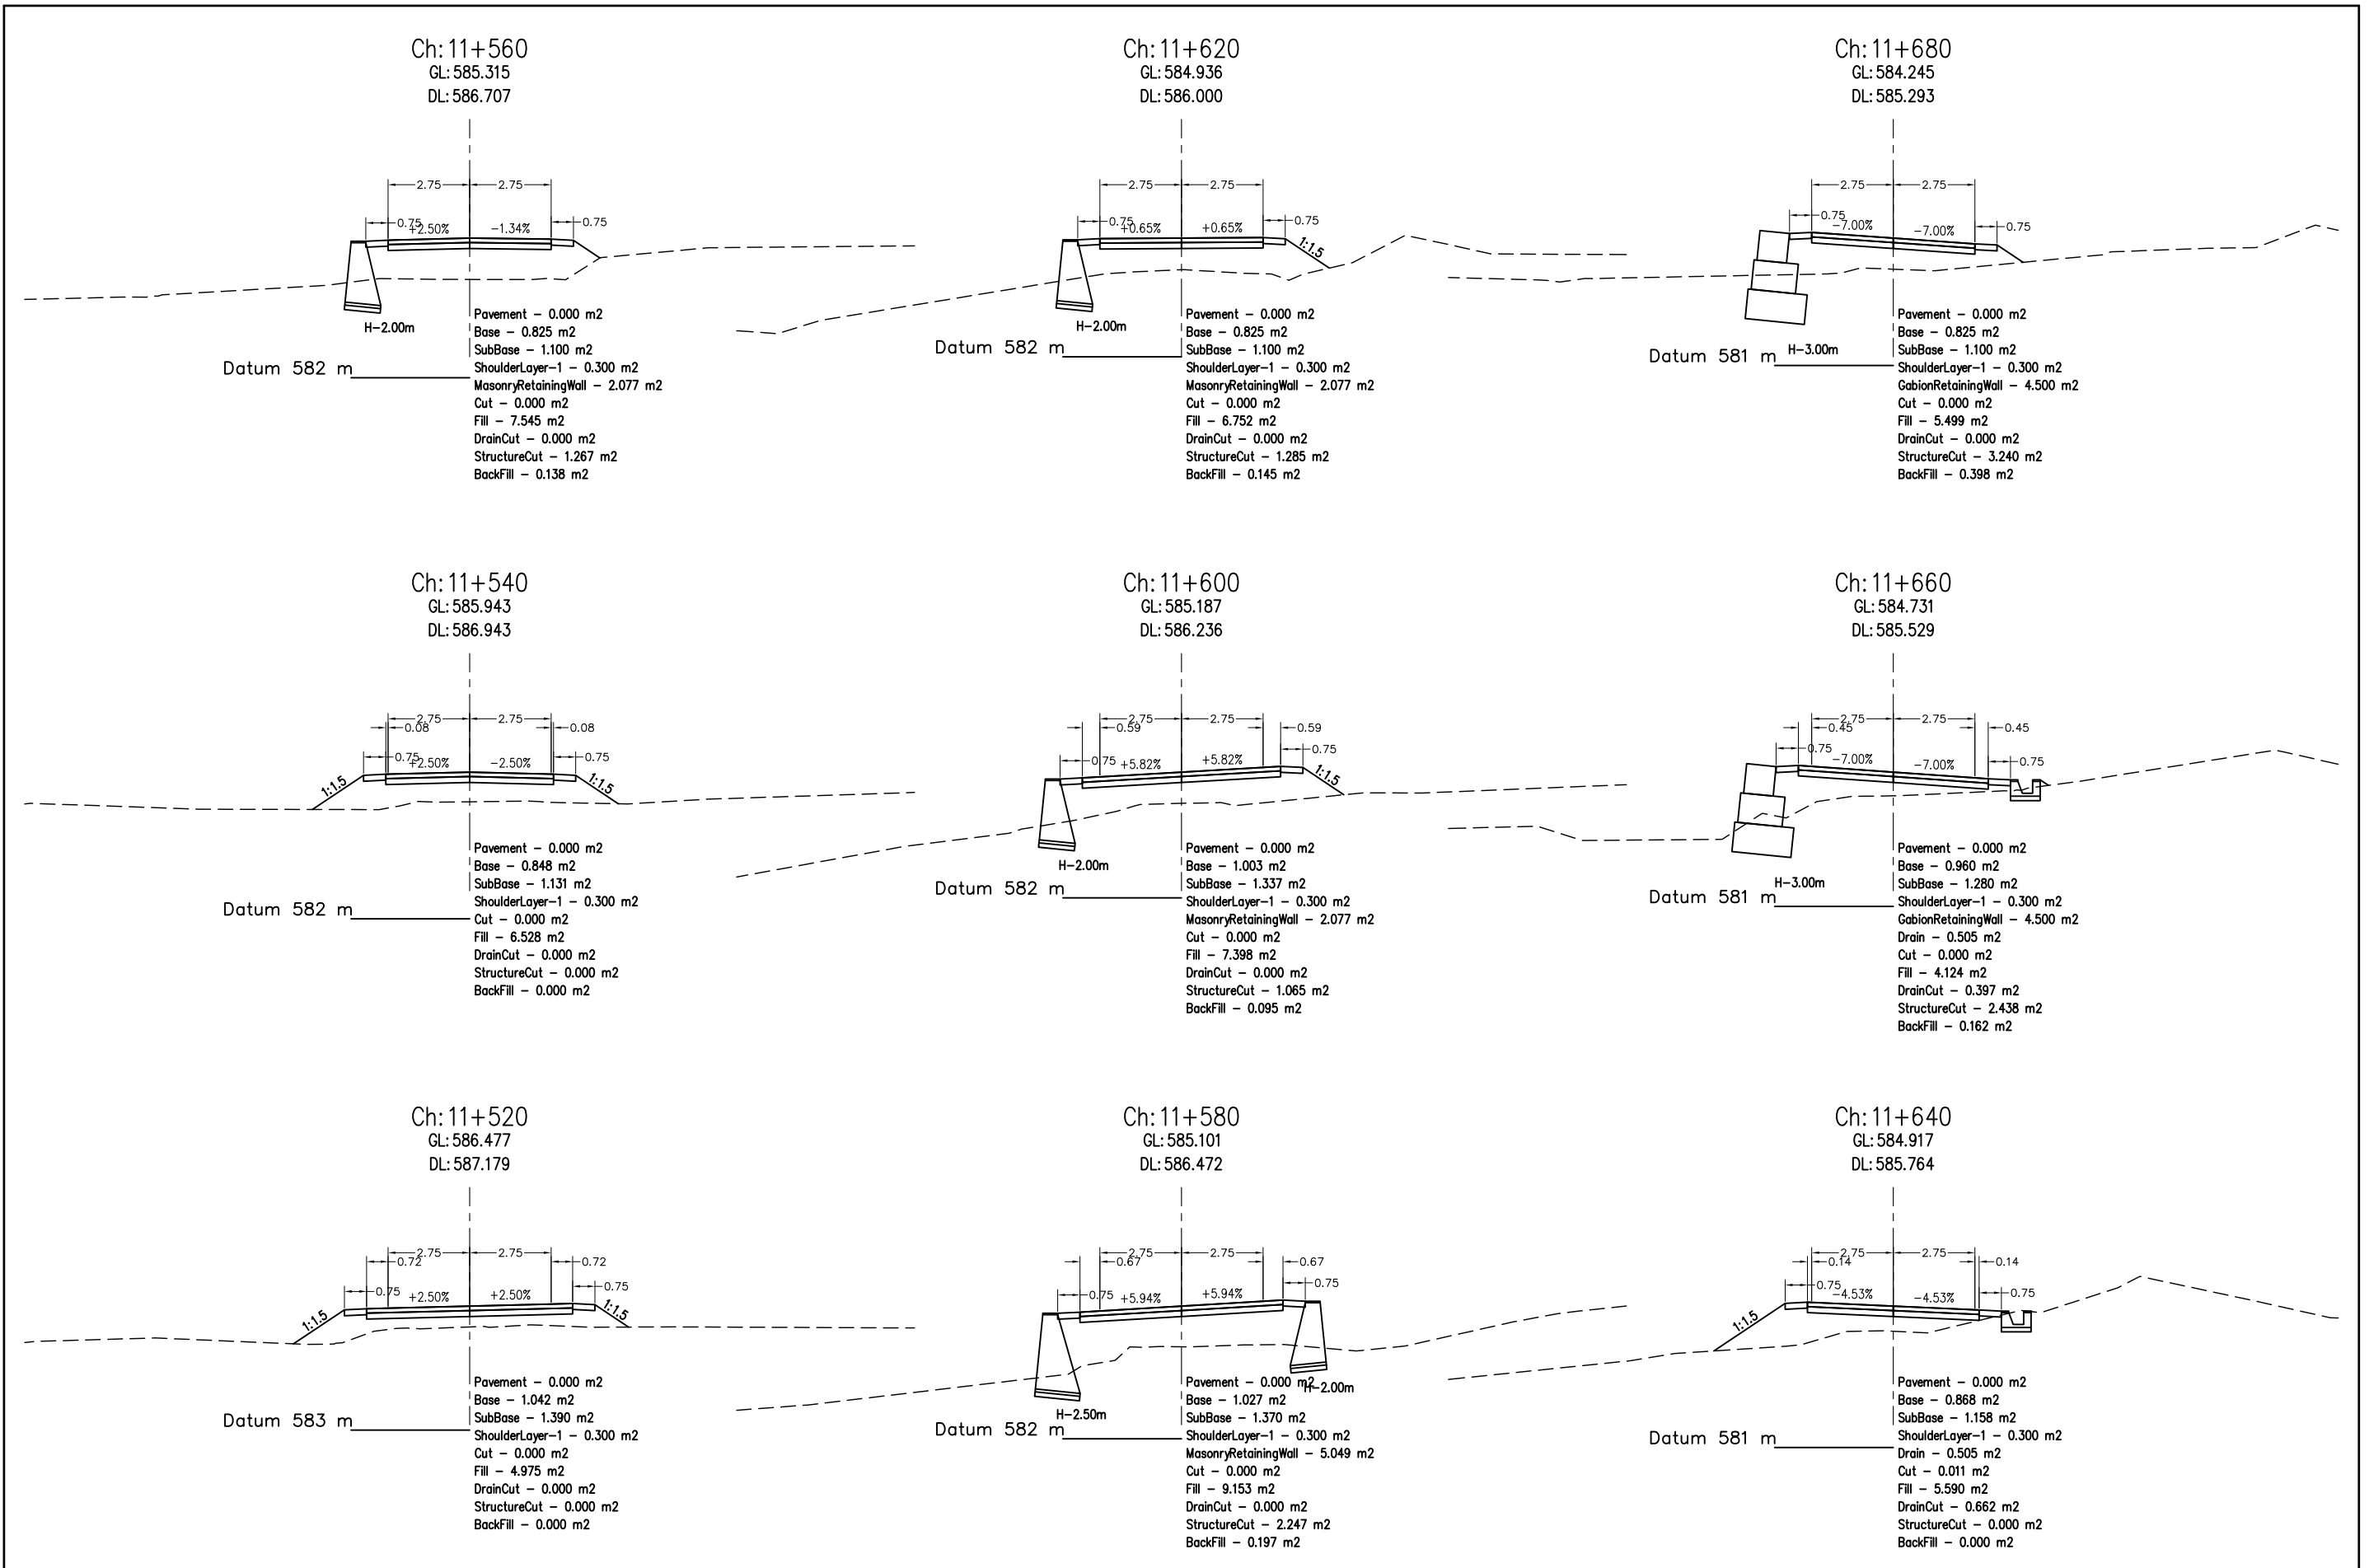 Ch: 11+560
GL: 585.315
DL: 586.707
2.75
2.75
0.75
+2.50%
-1.34%
0.75
H-2.00m
Datum 582 m
Pavement - 0.000 m2
Base - 0.825 m2
SubBase - 1.100 m2
ShoulderLayer-1 - 0.300 m2
MasonryRetainingWall - 2.077 m2
Cut - 0.000 m2
Fill - 7.545 m2
DrainCut - 0.000 m2
StructureCut - 1.267 m2
BackFill - 0.138 m2
Ch: 11+620
GL: 584.936
DL: 586.000
2.75
2.75
0.75
+0.65%
+0.65%
0.75
1:1.5
H-2.00m
Datum 582 m
Pavement - 0.000 m2
Base - 0.825 m2
SubBase - 1.100 m2
ShoulderLayer-1 - 0.300 m2
MasonryRetainingWall - 2.077 m2
Cut - 0.000 m2
Fill - 6.752 m2
DrainCut - 0.000 m2
StructureCut - 1.285 m2
BackFill - 0.145 m2
Ch: 11+680
GL: 584.245
DL: 585.293
2.75
2.75
0.75
-7.00%
-7.00%
0.75
H-3.00m
Datum 581 m
Pavement - 0.000 m2
Base - 0.825 m2
SubBase - 1.100 m2
ShoulderLayer-1 - 0.300 m2
GabionRetainingWall - 4.500 m2
Cut - 0.000 m2
Fill - 5.499 m2
DrainCut - 0.000 m2
StructureCut - 3.240 m2
BackFill - 0.398 m2
Ch: 11+540
GL: 585.943
DL: 586.943
2.75
2.75
0.08
0.08
0.75
+2.50%
-2.50%
0.75
1:1.5
1:1.5
Datum 582 m
Pavement - 0.000 m2
Base - 0.848 m2
SubBase - 1.131 m2
ShoulderLayer-1 - 0.300 m2
Cut - 0.000 m2
Fill - 6.528 m2
DrainCut - 0.000 m2
StructureCut - 0.000 m2
BackFill - 0.000 m2
Ch: 11+600
GL: 585.187
DL: 586.236
2.75
2.75
0.59
0.59
0.75
+5.82%
+5.82%
0.75
1:1.5
H-2.00m
Datum 582 m
Pavement - 0.000 m2
Base - 1.003 m2
SubBase - 1.337 m2
ShoulderLayer-1 - 0.300 m2
MasonryRetainingWall - 2.077 m2
Cut - 0.000 m2
Fill - 7.398 m2
DrainCut - 0.000 m2
StructureCut - 1.065 m2
BackFill - 0.095 m2
Ch: 11+660
GL: 584.731
DL: 585.529
2.75
2.75
0.45
0.45
0.75
-7.00%
-7.00%
0.75
H-3.00m
Datum 581 m
Pavement - 0.000 m2
Base - 0.960 m2
SubBase - 1.280 m2
ShoulderLayer-1 - 0.300 m2
GabionRetainingWall - 4.500 m2
Drain - 0.505 m2
Cut - 0.000 m2
Fill - 4.124 m2
DrainCut - 0.397 m2
StructureCut - 2.438 m2
BackFill - 0.162 m2
Ch: 11+520
GL: 586.477
DL: 587.179
2.75
2.75
0.72
0.72
0.75
+2.50%
+2.50%
0.75
1:1.5
1:1.5
Datum 583 m
Pavement - 0.000 m2
Base - 1.042 m2
SubBase - 1.390 m2
ShoulderLayer-1 - 0.300 m2
Cut - 0.000 m2
Fill - 4.975 m2
DrainCut - 0.000 m2
StructureCut - 0.000 m2
BackFill - 0.000 m2
Ch: 11+580
GL: 585.101
DL: 586.472
2.75
2.75
0.67
0.67
0.75
+5.94%
+5.94%
0.75
H-2.50m
H-2.00m
Datum 582 m
Pavement - 0.000 m2
Base - 1.027 m2
SubBase - 1.370 m2
ShoulderLayer-1 - 0.300 m2
MasonryRetainingWall - 5.049 m2
Cut - 0.000 m2
Fill - 9.153 m2
DrainCut - 0.000 m2
StructureCut - 2.247 m2
BackFill - 0.197 m2
Ch: 11+640
GL: 584.917
DL: 585.764
2.75
2.75
0.14
0.14
0.75
-4.53%
-4.53%
0.75
1:1.5
Datum 581 m
Pavement - 0.000 m2
Base - 0.868 m2
SubBase - 1.158 m2
ShoulderLayer-1 - 0.300 m2
Drain - 0.505 m2
Cut - 0.011 m2
Fill - 5.590 m2
DrainCut - 0.662 m2
StructureCut - 0.000 m2
BackFill - 0.000 m2